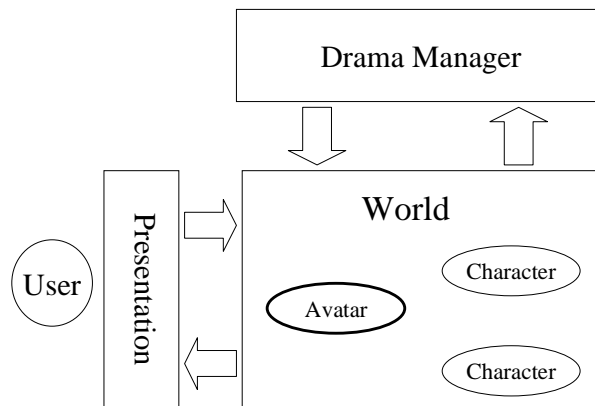 Drama Manager
World
Presentation
User
Character
Avatar
Character